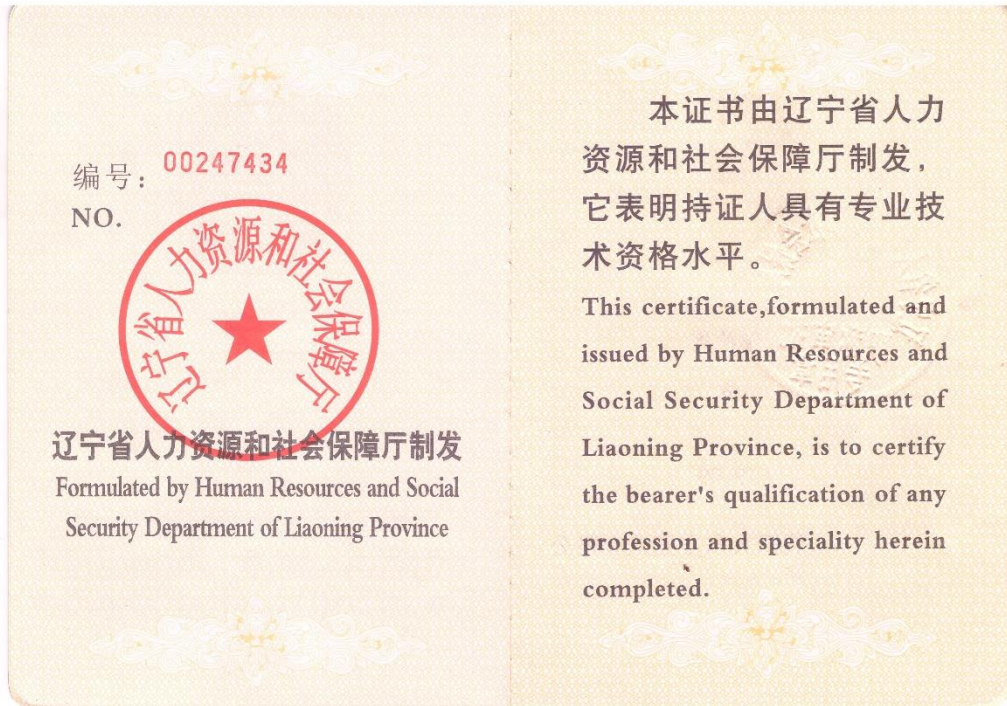 编号：00247434
NO.
辽宁省人力资源和社会保障厅
辽宁省人力资源和社会保障厅制发
Formulated by Human Resources and Social
Security Department of Liaoning Province
本证书由辽宁省人力
资源和社会保障厅制发，
它表明持证人具有专业技
术资格水平。
This certificate,formulated and
issued by Human Resources and
Social Security Department of
Liaoning Province, is to certify
the bearer's qualification of any
profession and speciality herein
completed.